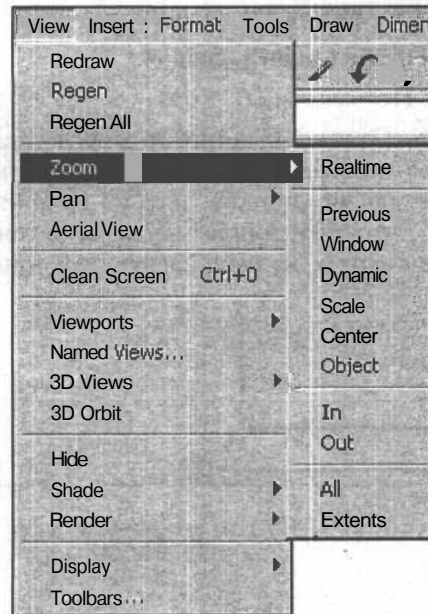 View Insert : Format Tools Draw Dimen
Redraw
Regen
Regen All
Zoom
Pan
Aerial View
Clean Screen Ctrl+0
Viewports
Named Views...
3D Views
3D Orbit
Hide
Shade
Render
Display
Toolbars...
Realtime
Previous
Window
Dynamic
Scale
Center
Object
In
Out
All
Extents